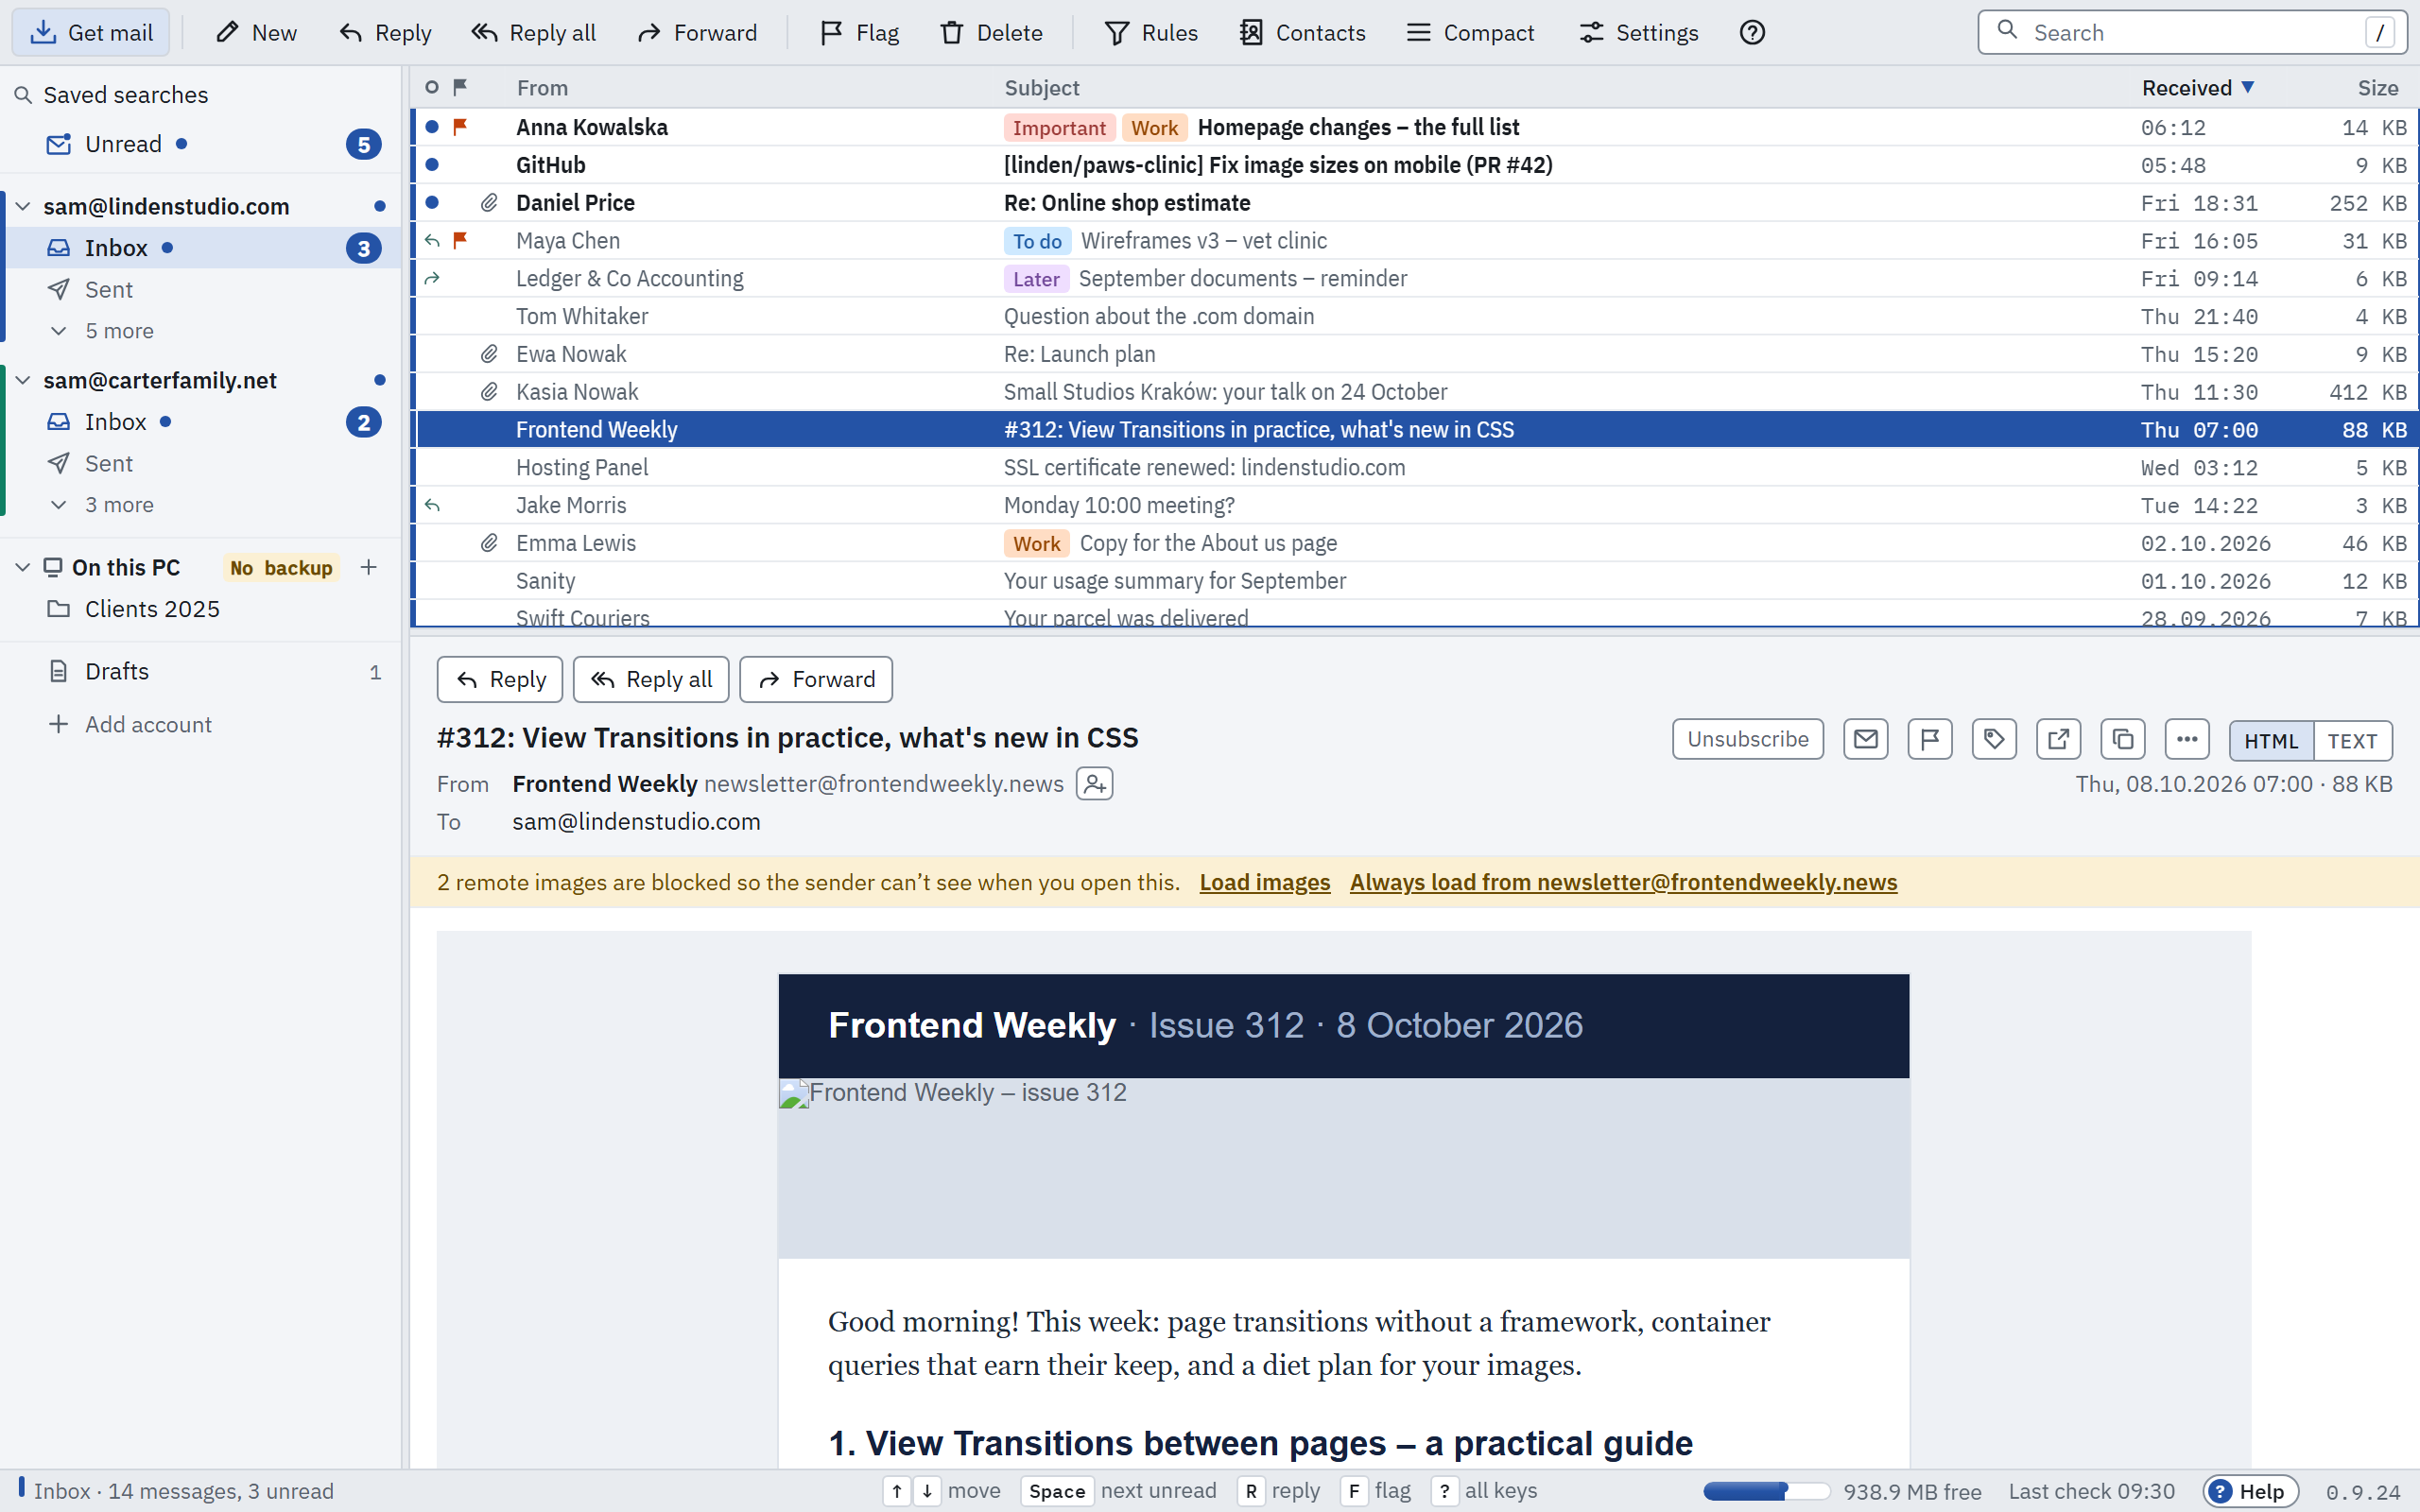 Get mail New Reply Reply all Forward Flag Delete Rules Contacts Compact Settings ? Search /
Saved searches
Unread 5
sam@lindenstudio.com
Inbox 3
Sent
5 more
sam@carterfamily.net
Inbox 2
Sent
3 more
On this PC No backup
Clients 2025
Drafts 1
Add account
From Subject Received Size
Anna Kowalska Important Work Homepage changes – the full list 06:12 14 KB
GitHub [linden/paws-clinic] Fix image sizes on mobile (PR #42) 05:48 9 KB
Daniel Price Re: Online shop estimate Fri 18:31 252 KB
Maya Chen To do Wireframes v3 – vet clinic Fri 16:05 31 KB
Ledger & Co Accounting Later September documents – reminder Fri 09:14 6 KB
Tom Whitaker Question about the .com domain Thu 21:40 4 KB
Ewa Nowak Re: Launch plan Thu 15:20 9 KB
Kasia Nowak Small Studios Kraków: your talk on 24 October Thu 11:30 412 KB
Frontend Weekly #312: View Transitions in practice, what's new in CSS Thu 07:00 88 KB
Hosting Panel SSL certificate renewed: lindenstudio.com Wed 03:12 5 KB
Jake Morris Monday 10:00 meeting? Tue 14:22 3 KB
Emma Lewis Work Copy for the About us page 02.10.2026 46 KB
Sanity Your usage summary for September 01.10.2026 12 KB
Swift Couriers Your parcel was delivered 28.09.2026 7 KB
Reply Reply all Forward
#312: View Transitions in practice, what's new in CSS Unsubscribe HTML TEXT
From Frontend Weekly newsletter@frontendweekly.news Thu, 08.10.2026 07:00 · 88 KB
To sam@lindenstudio.com
2 remote images are blocked so the sender can’t see when you open this. Load images Always load from newsletter@frontendweekly.news
Frontend Weekly · Issue 312 · 8 October 2026
Frontend Weekly – issue 312
Good morning! This week: page transitions without a framework, container
queries that earn their keep, and a diet plan for your images.
1. View Transitions between pages – a practical guide
Inbox · 14 messages, 3 unread ↑ ↓ move Space next unread R reply F flag ? all keys 938.9 MB free Last check 09:30 ? Help 0.9.24